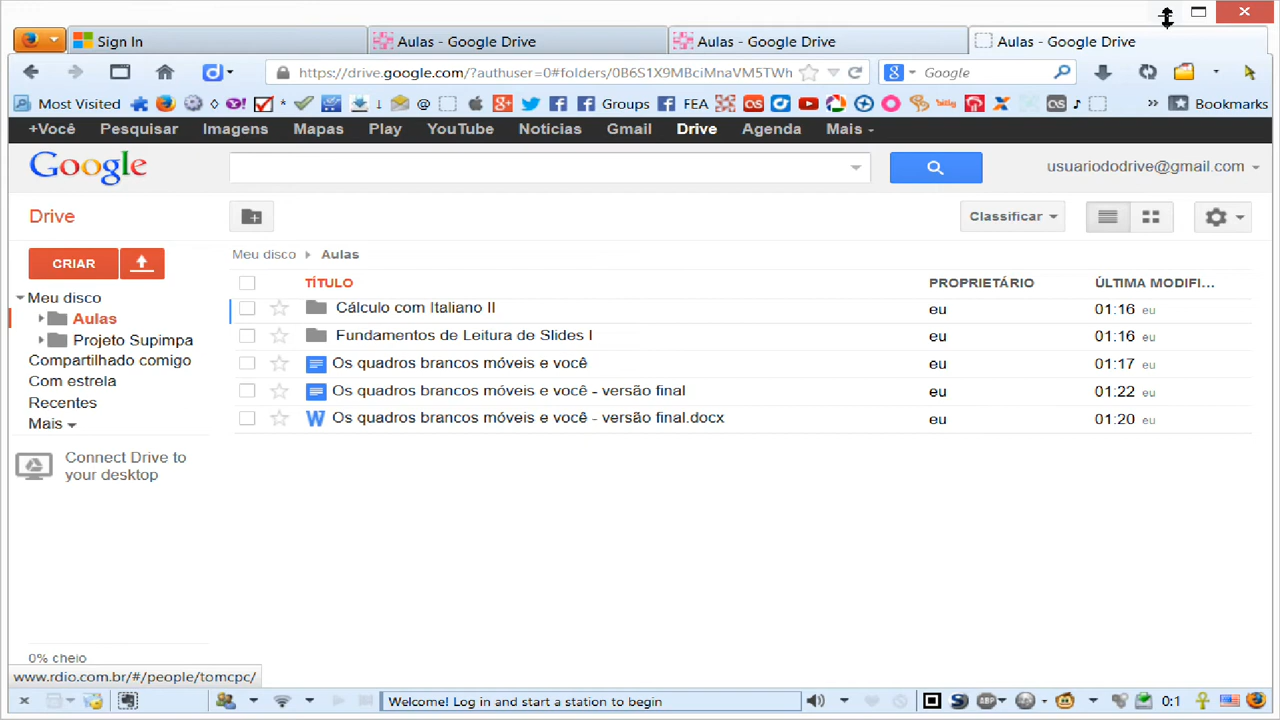 Sign In
Aulas - Google Drive
Aulas - Google Drive
Aulas - Google Drive
https://drive.google.com/?authuser=0#folders/0B6S1X9MBciMnaVM5TWh
Google
Most Visited
Groups
FEA
Bookmarks
+Você Pesquisar Imagens Mapas Play YouTube Notícias Gmail Drive Agenda Mais
Google
usuariododrive@gmail.com
Drive
Classificar
CRIAR
Meu disco
Aulas
Projeto Supimpa
Compartilhado comigo
Com estrela
Recentes
Mais
Connect Drive to
your desktop
Meu disco Aulas
TÍTULO PROPRIETÁRIO ÚLTIMA MODIFI...
Cálculo com Italiano II eu 01:16 eu
Fundamentos de Leitura de Slides I eu 01:16 eu
Os quadros brancos móveis e você eu 01:17 eu
Os quadros brancos móveis e você - versão final eu 01:22 eu
Os quadros brancos móveis e você - versão final.docx eu 01:20 eu
0% cheio
www.rdio.com.br/#/people/tomcpc/
Welcome! Log in and start a station to begin
0:1